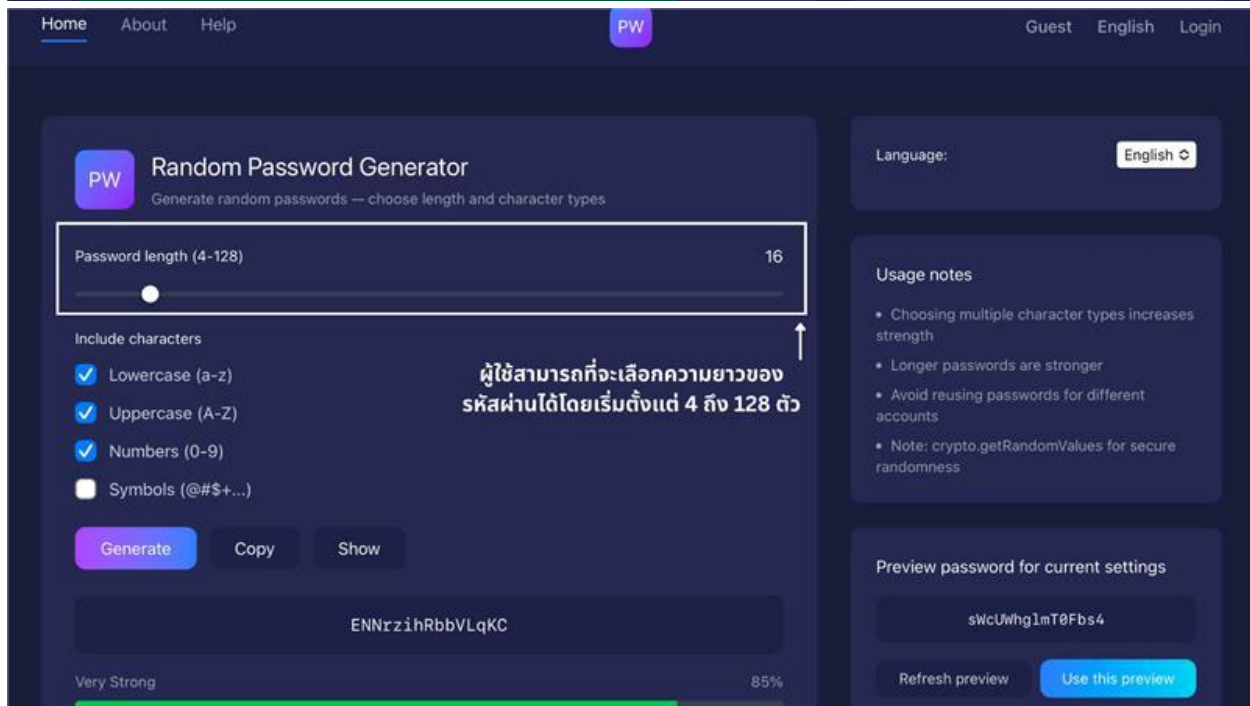 Home About Help PW Guest English Login
PW
Random Password Generator
Generate random passwords — choose length and character types
Password length (4-128) 16
Include characters
Lowercase (a-z)
Uppercase (A-Z)
Numbers (0-9)
Symbols (@#$+...)
ผู้ใช้สามารถที่จะเลือกความยาวของ
รหัสผ่านได้โดยเริ่มตั้งแต่ 4 ถึง 128 ตัว
Generate Copy Show
ENNrzihRbbVLqKC
Very Strong 85%
Language: English
Usage notes
• Choosing multiple character types increases
strength
• Longer passwords are stronger
• Avoid reusing passwords for different
accounts
• Note: crypto.getRandomValues for secure
randomness
Preview password for current settings
sWcUWhglmT0Fbs4
Refresh preview Use this preview